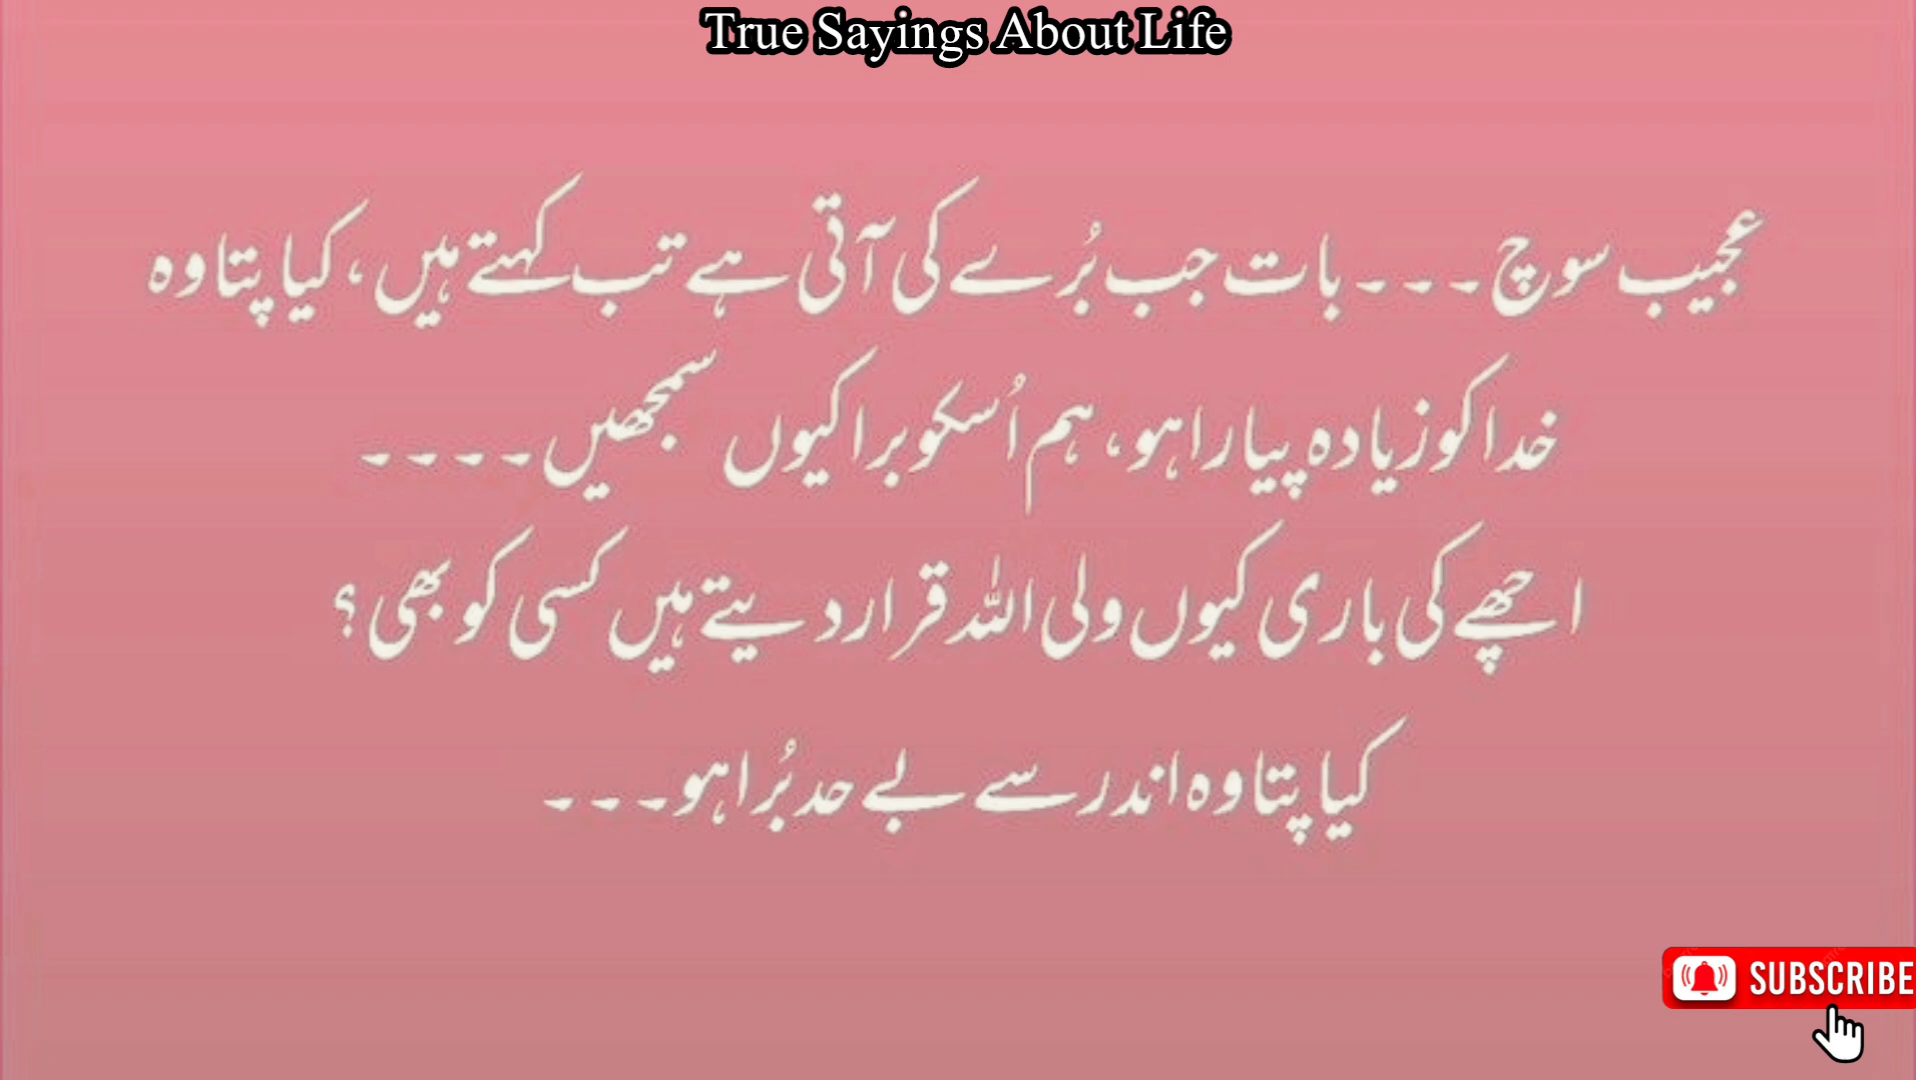 True Sayings About Life
عجیب سوچ۔۔۔ بات جب بُرے کی آتی ہے تب کہتے ہیں، کیا پتا وہ
خدا کو زیادہ پیارا ہو، ہم اُسکو برا کیوں سمجھیں۔۔۔۔
اچھے کی باری کیوں ولی اللہ قرار دیتے ہیں کسی کو بھی؟
کیا پتا وہ اندر سے بے حد بُرا ہو۔۔۔
SUBSCRIBE